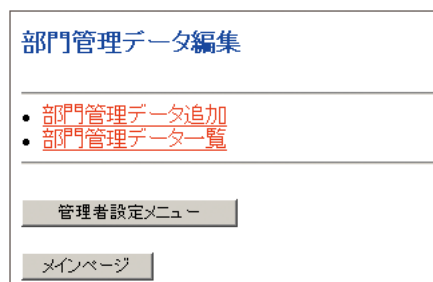 部門管理データ編集
部門管理データ追加
部門管理データ一覧
管理者設定メニュー
メインページ